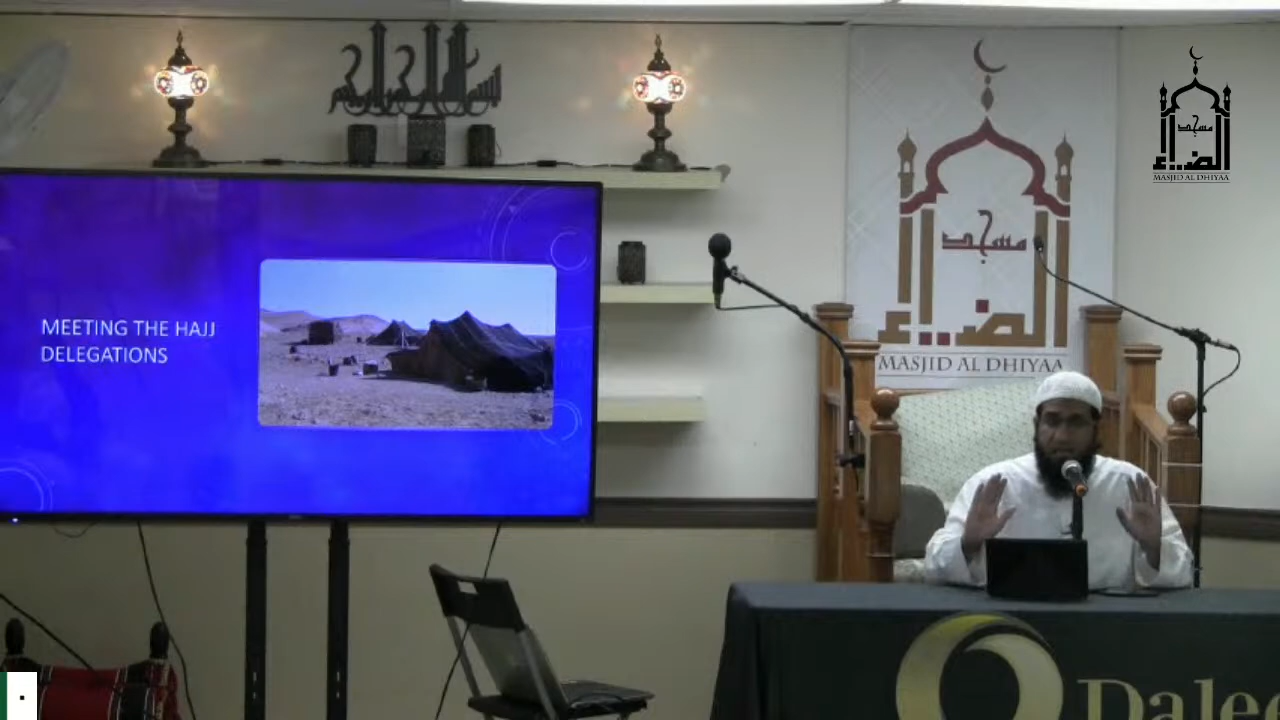 بسم الله الرحمن الرحيم
MEETING THE HAJJ
DELEGATIONS
مسجد
الضياء
MASJID AL DHIYAA
مسجد
الضياء
MASJID AL DHIYAA